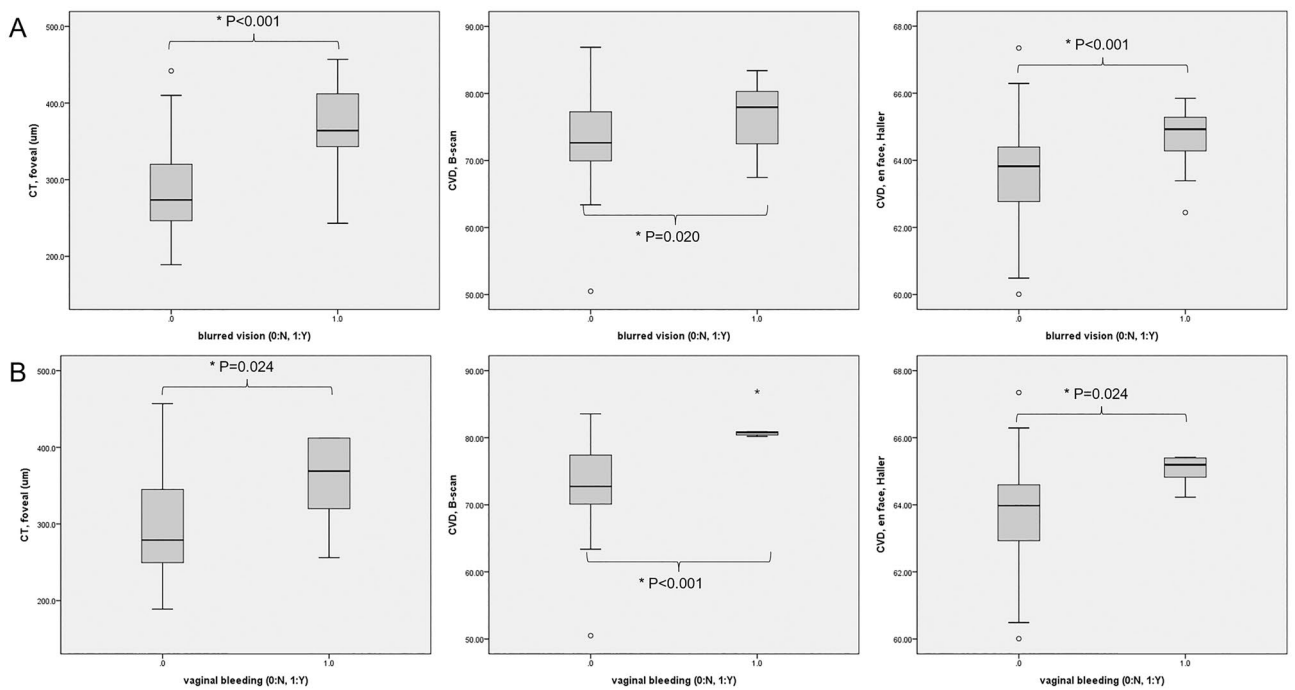 A
CT, foveal (um)
500.0
400.0
300.0
200.0
* P<0.001
.0
1.0
blurred vision (0:N, 1:Y)
CVD, B-scan
90.00
80.00
70.00
60.00
50.00
* P=0.020
.0
1.0
blurred vision (0:N, 1:Y)
CVD, en face, Haller
68.00
66.00
64.00
62.00
60.00
* P<0.001
.0
1.0
blurred vision (0:N, 1:Y)
B
CT, foveal (um)
500.0
400.0
300.0
200.0
* P=0.024
.0
1.0
vaginal bleeding (0:N, 1:Y)
CVD, B-scan
90.00
80.00
70.00
60.00
50.00
*
* P<0.001
.0
1.0
vaginal bleeding (0:N, 1:Y)
CVD, en face, Haller
68.00
66.00
64.00
62.00
60.00
* P=0.024
.0
1.0
vaginal bleeding (0:N, 1:Y)